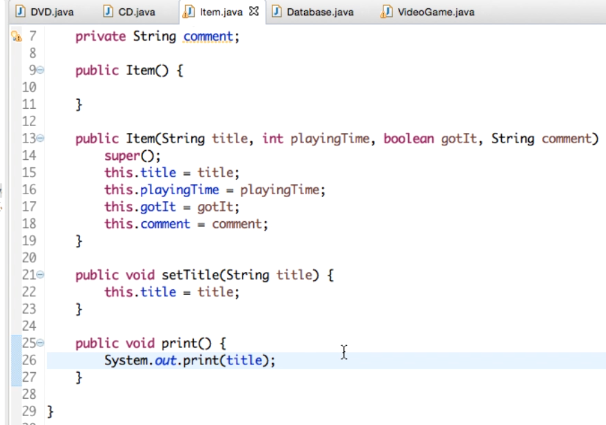 DVD.java CD.java Item.java Database.java VideoGame.java
7 private String comment;
8
9 public Item() {
10
11 }
12
13 public Item(String title, int playingTime, boolean gotIt, String comment)
14 super();
15 this.title = title;
16 this.playingTime = playingTime;
17 this.gotIt = gotIt;
18 this.comment = comment;
19 }
20
21 public void setTitle(String title) {
22 this.title = title;
23 }
24
25 public void print() {
26 System.out.print(title);
27 }
28
29 }